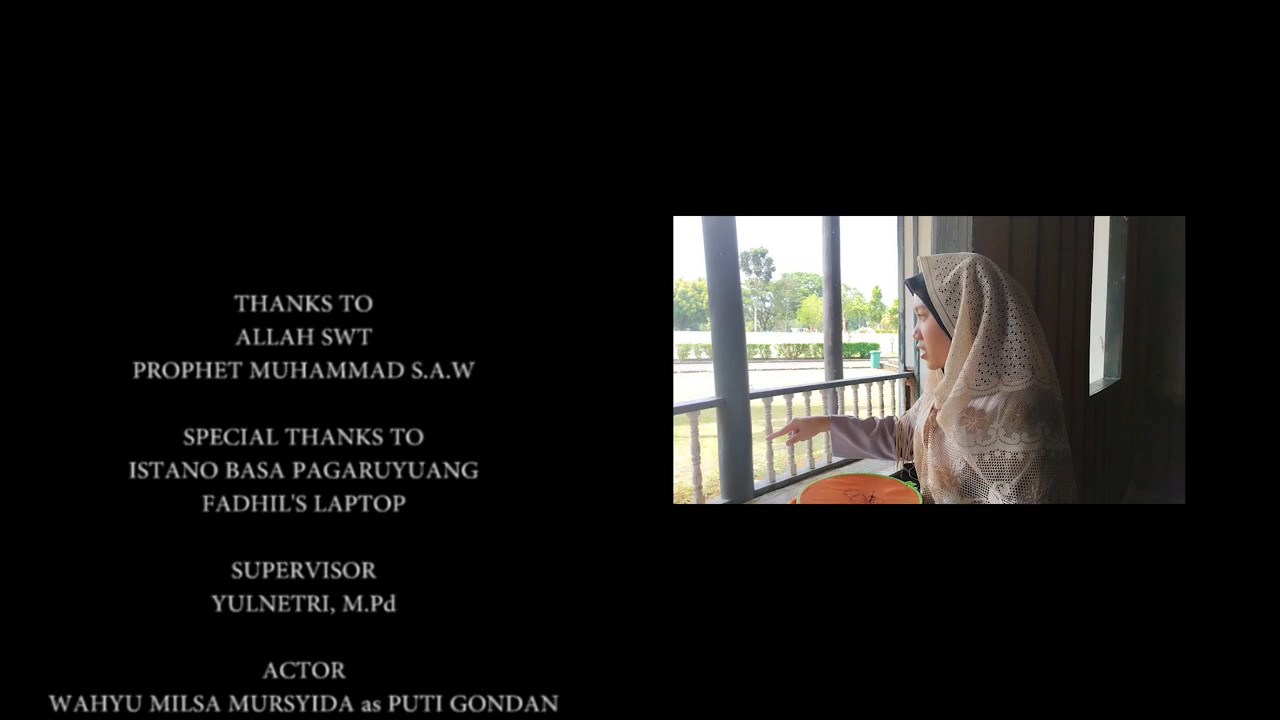 THANKS TO
ALLAH SWT
PROPHET MUHAMMAD S.A.W
SPECIAL THANKS TO
ISTANO BASA PAGARUYUANG
FADHIL'S LAPTOP
SUPERVISOR
YULNETRI, M.Pd
ACTOR
WAHYU MILSA MURSYIDA as PUTI GONDAN